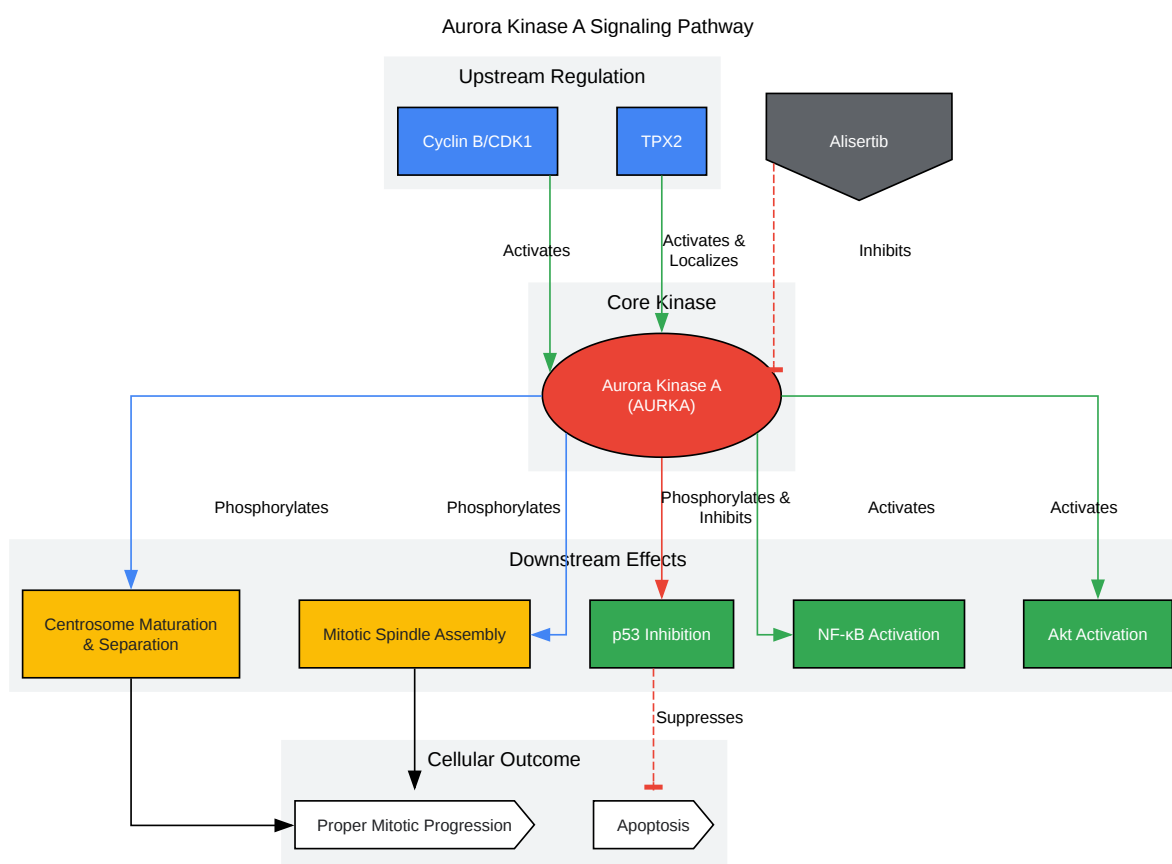 Aurora Kinase A Signaling Pathway
Upstream Regulation
Cyclin B/CDK1
TPX2
Alisertib
Activates
Activates &
Localizes
Inhibits
Core Kinase
Aurora Kinase A
(AURKA)
Phosphorylates
Phosphorylates
Phosphorylates &
Inhibits
Activates
Activates
Downstream Effects
Centrosome Maturation
& Separation
Mitotic Spindle Assembly
p53 Inhibition
NF-κB Activation
Akt Activation
Suppresses
Cellular Outcome
Proper Mitotic Progression
Apoptosis